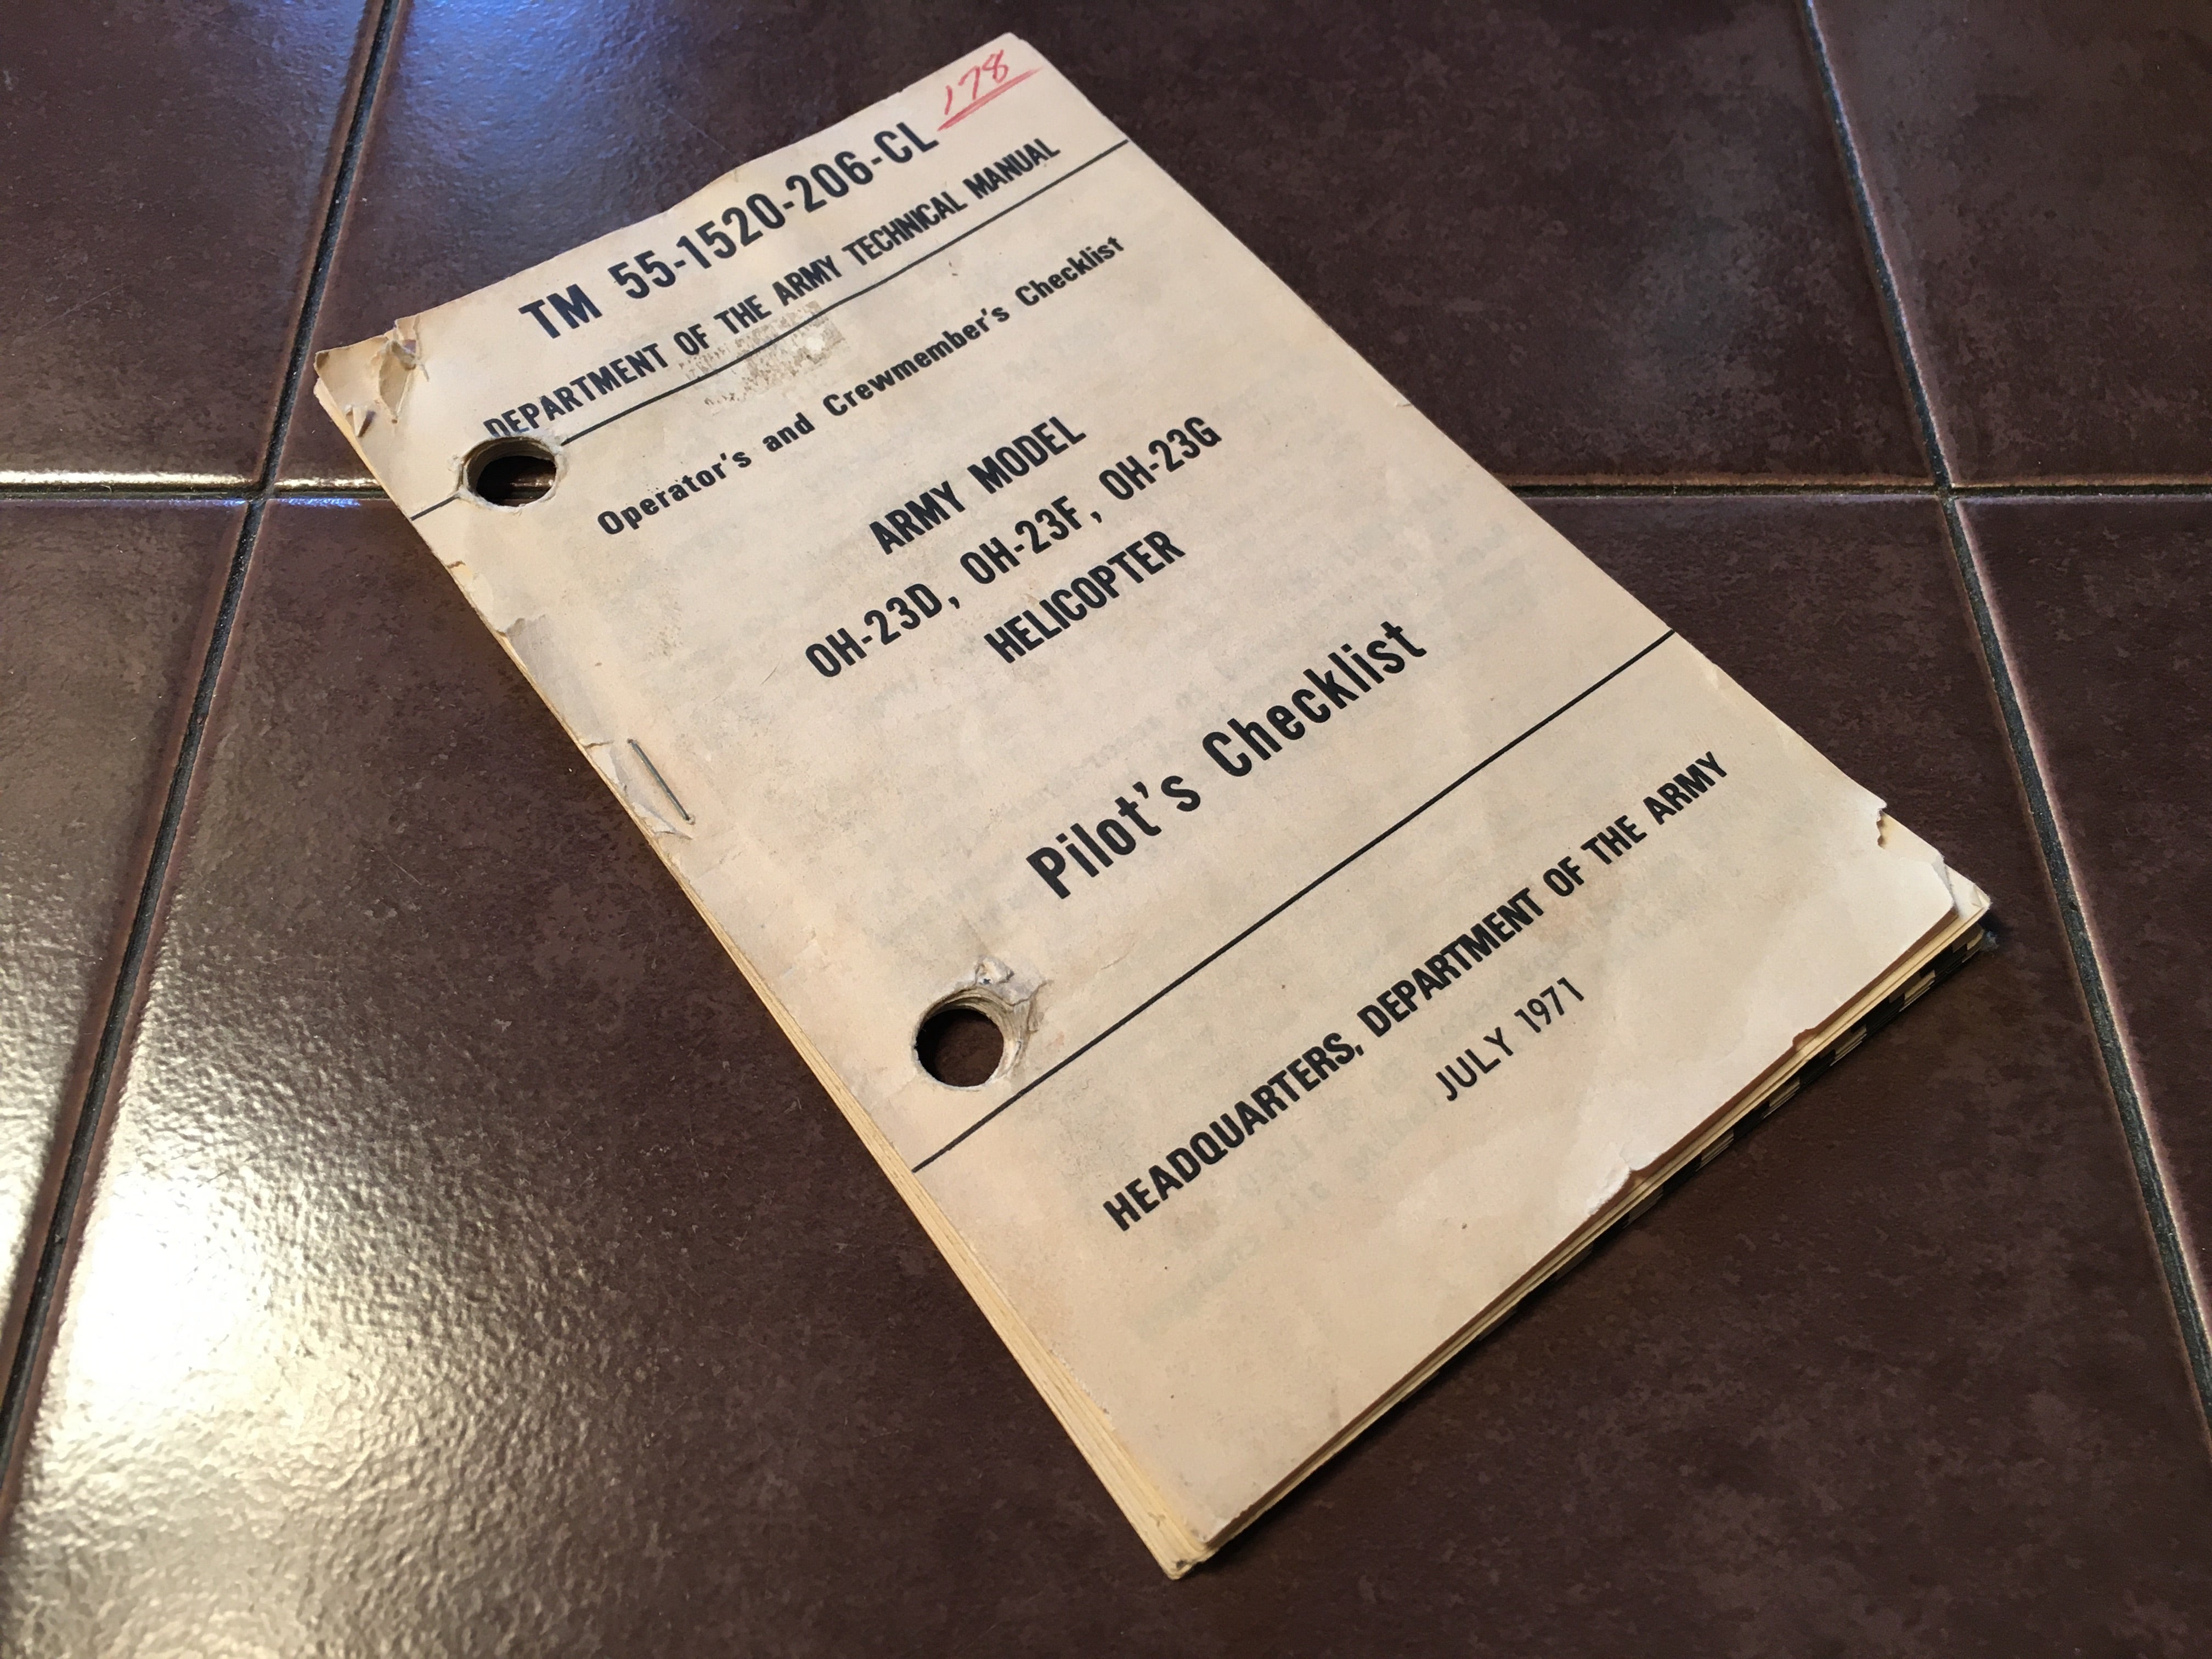 178
TM 55-1520-206-CL
DEPARTMENT OF THE ARMY TECHNICAL MANUAL
Operator's and Crewmember's Checklist
ARMY MODEL
OH-23D, OH-23F, OH-23G
HELICOPTER
Pilot's Checklist
HEADQUARTERS, DEPARTMENT OF THE ARMY
JULY 1971